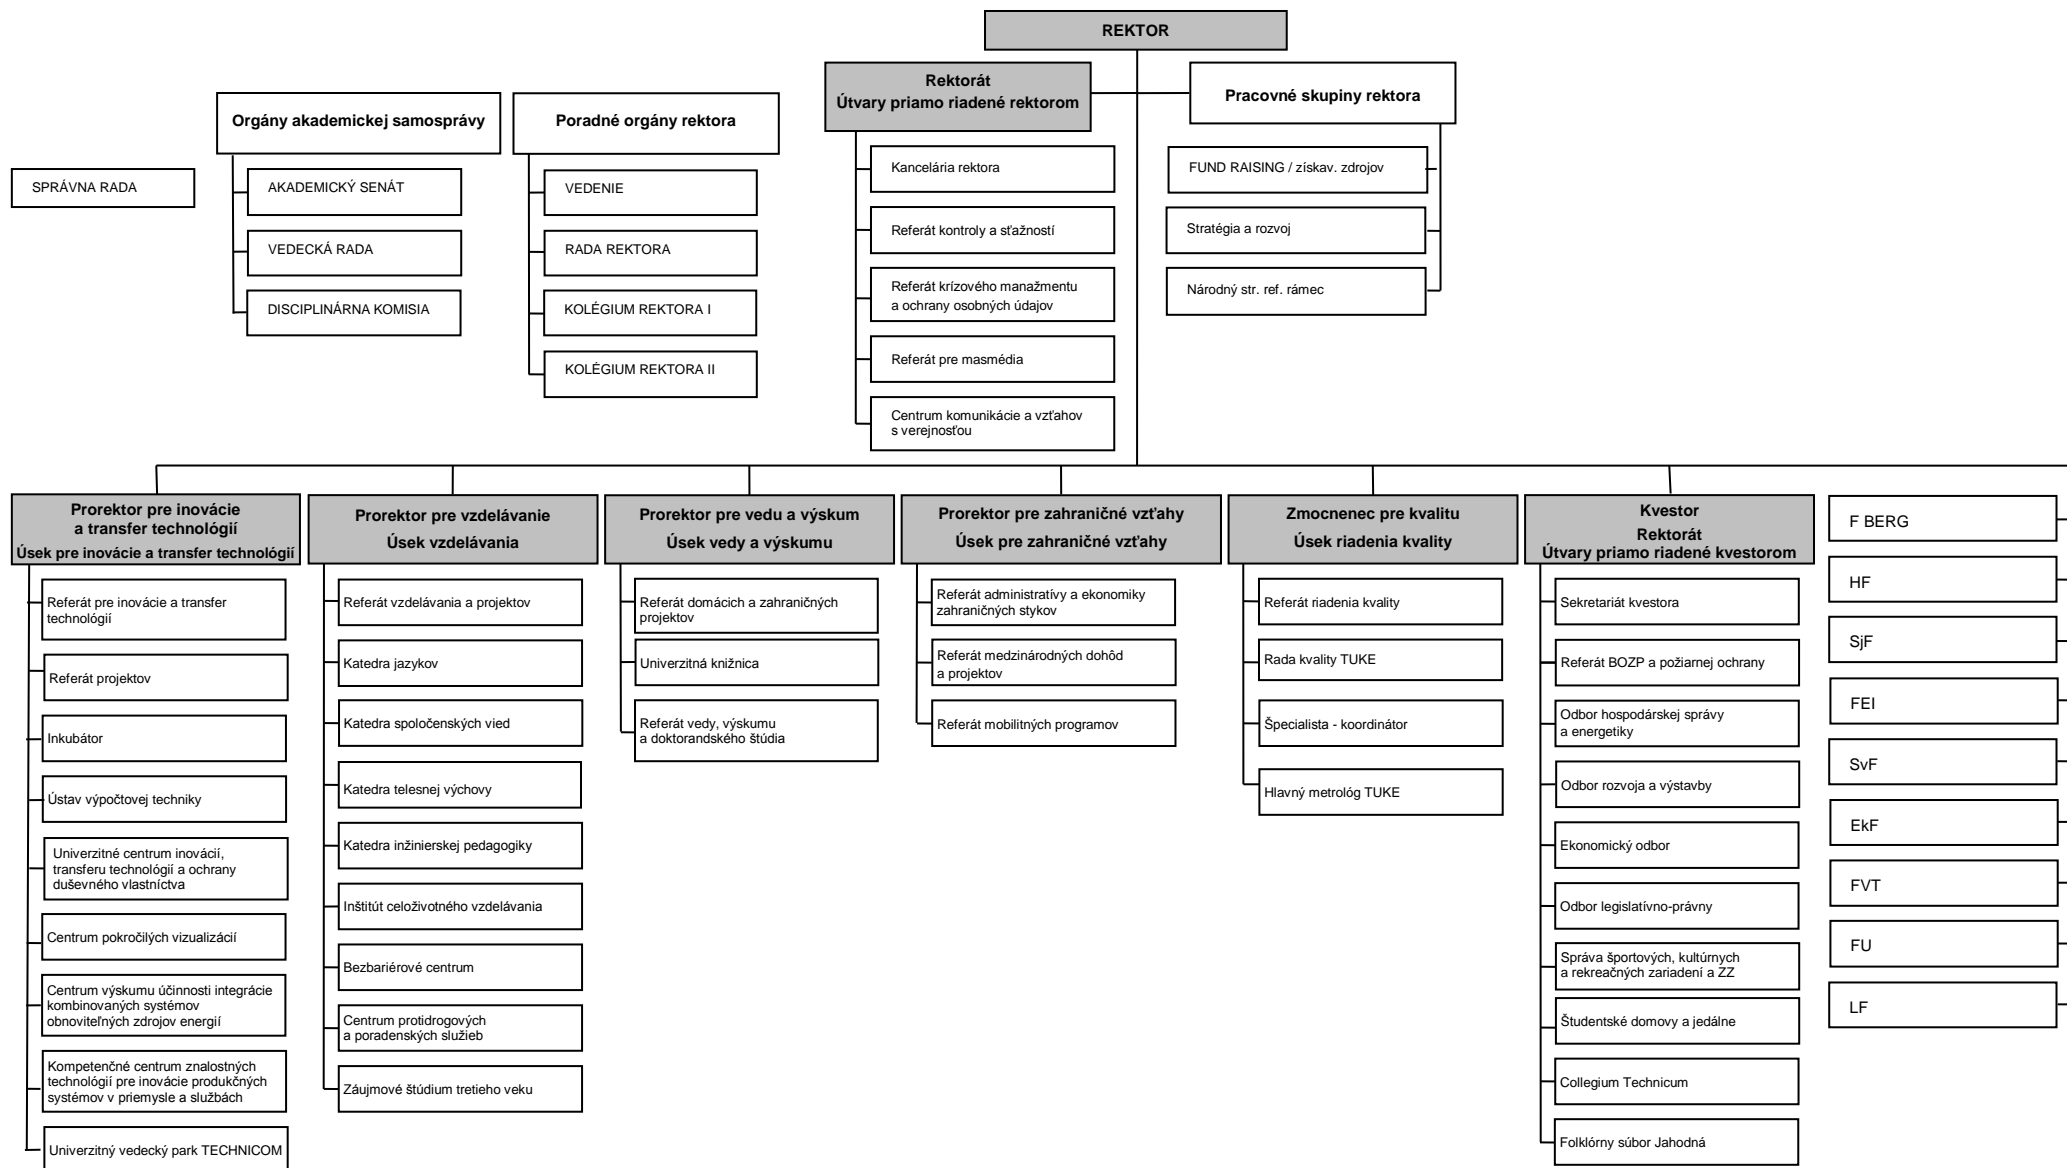 REKTOR
Rektorát
Útvary priamo riadené rektorom
Pracovné skupiny rektora
Orgány akademickej samosprávy
Poradné orgány rektora
SPRÁVNA RADA
AKADEMICKÝ SENÁT
VEDECKÁ RADA
DISCIPLINÁRNA KOMISIA
VEDENIE
RADA REKTORA
KOLÉGIUM REKTORA I
KOLÉGIUM REKTORA II
Kancelária rektora
Referát kontroly a sťažností
Referát krízového manažmentu
a ochrany osobných údajov
Referát pre masmédia
Centrum komunikácie a vzťahov
s verejnosťou
FUND RAISING / získav. zdrojov
Stratégia a rozvoj
Národný str. ref. rámec
Prorektor pre inovácie
a transfer technológií
Úsek pre inovácie a transfer technológií
Referát pre inovácie a transfer
technológií
Referát projektov
Inkubátor
Ústav výpočtovej techniky
Univerzitné centrum inovácií,
transferu technológií a ochrany
duševného vlastníctva
Centrum pokročilých vizualizácií
Centrum výskumu účinnosti integrácie
kombinovaných systémov
obnoviteľných zdrojov energií
Kompetenčné centrum znalostných
technológií pre inovácie produkčných
systémov v priemysle a službách
Univerzitný vedecký park TECHNICOM
Prorektor pre vzdelávanie
Úsek vzdelávania
Referát vzdelávania a projektov
Katedra jazykov
Katedra spoločenských vied
Katedra telesnej výchovy
Katedra inžinierskej pedagogiky
Inštitút celoživotného vzdelávania
Bezbariérové centrum
Centrum protidrogových
a poradenských služieb
Záujmové štúdium tretieho veku
Prorektor pre vedu a výskum
Úsek vedy a výskumu
Referát domácich a zahraničných
projektov
Univerzitná knižnica
Referát vedy, výskumu
a doktorandského štúdia
Prorektor pre zahraničné vzťahy
Úsek pre zahraničné vzťahy
Referát administratívy a ekonomiky
zahraničných stykov
Referát medzinárodných dohôd
a projektov
Referát mobilitných programov
Zmocnenec pre kvalitu
Úsek riadenia kvality
Referát riadenia kvality
Rada kvality TUKE
Špecialista - koordinátor
Hlavný metrológ TUKE
Kvestor
Rektorát
Útvary priamo riadené kvestorom
Sekretariát kvestora
Referát BOZP a požiarnej ochrany
Odbor hospodárskej správy
a energetiky
Odbor rozvoja a výstavby
Ekonomický odbor
Odbor legislatívno-právny
Správa športových, kultúrnych
a rekreačných zariadení a ZZ
Študentské domovy a jedálne
Collegium Technicum
Folklórny súbor Jahodná
F BERG
HF
SjF
FEI
SvF
EkF
FVT
FU
LF